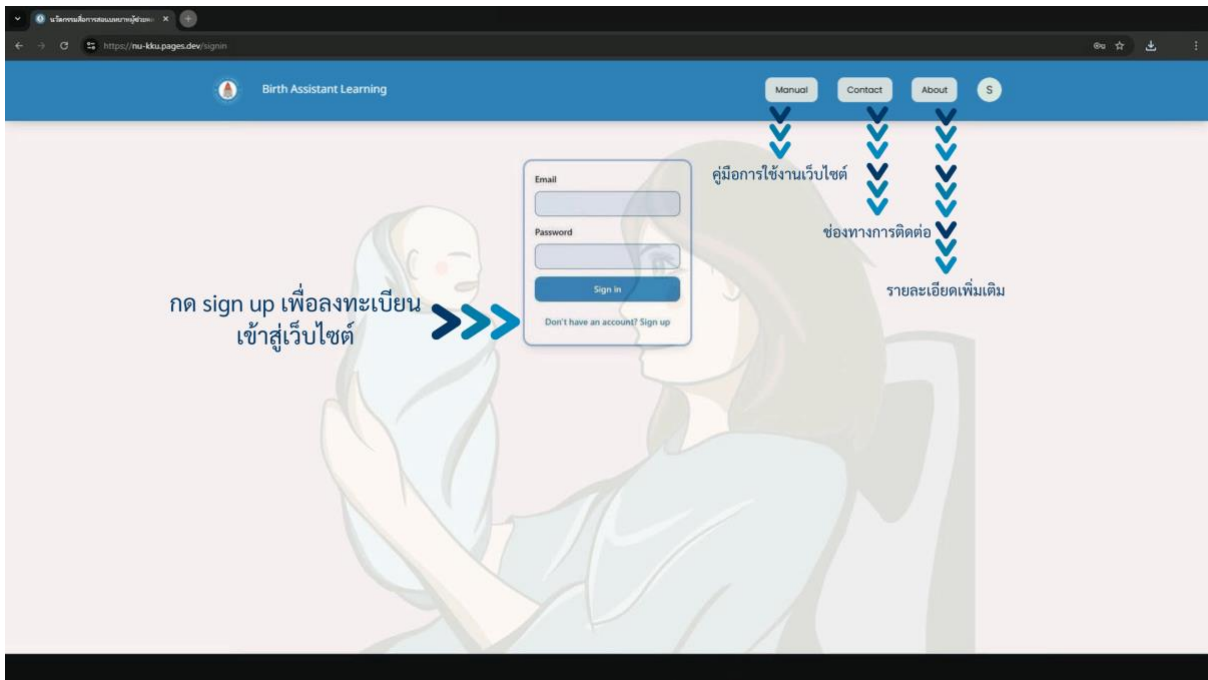 https://nu-kku.pages.dev/signin
Birth Assistant Learning
Manual
Contact
About
S
คู่มือการใช้งานเว็บไซต์
ช่องทางการติดต่อ
รายละเอียดเพิ่มเติม
Email
Password
Sign in
Don't have an account? Sign up
กด sign up เพื่อลงทะเบียน
เข้าสู่เว็บไซต์